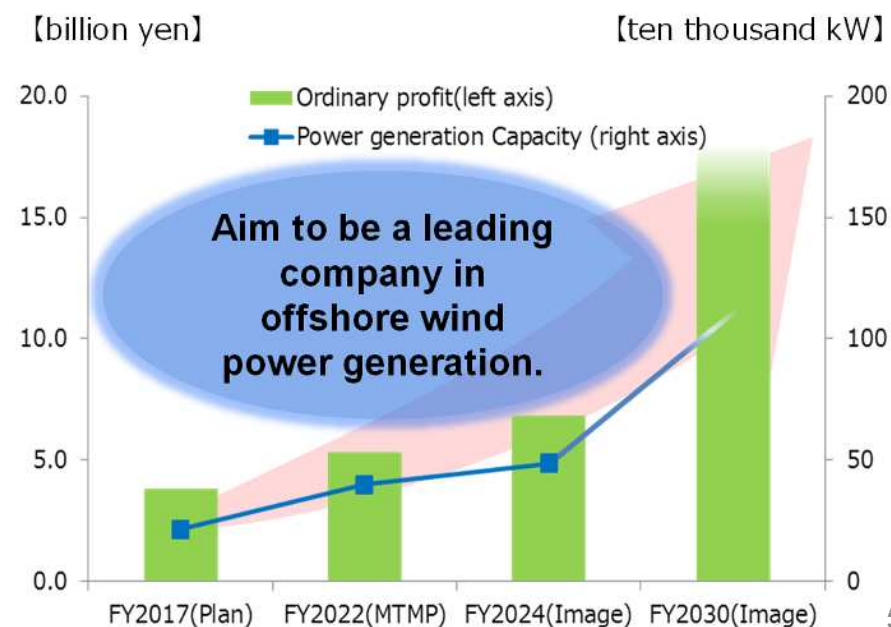 【billion yen】
【ten thousand kW】
20.0
200
Ordinary profit(left axis)
Power generation Capacity (right axis)
15.0
150
Aim to be a leading
company in
offshore wind
power generation.
10.0
100
5.0
50
0.0
0
FY2017(Plan) FY2022(MTMP) FY2024(Image) FY2030(Image)